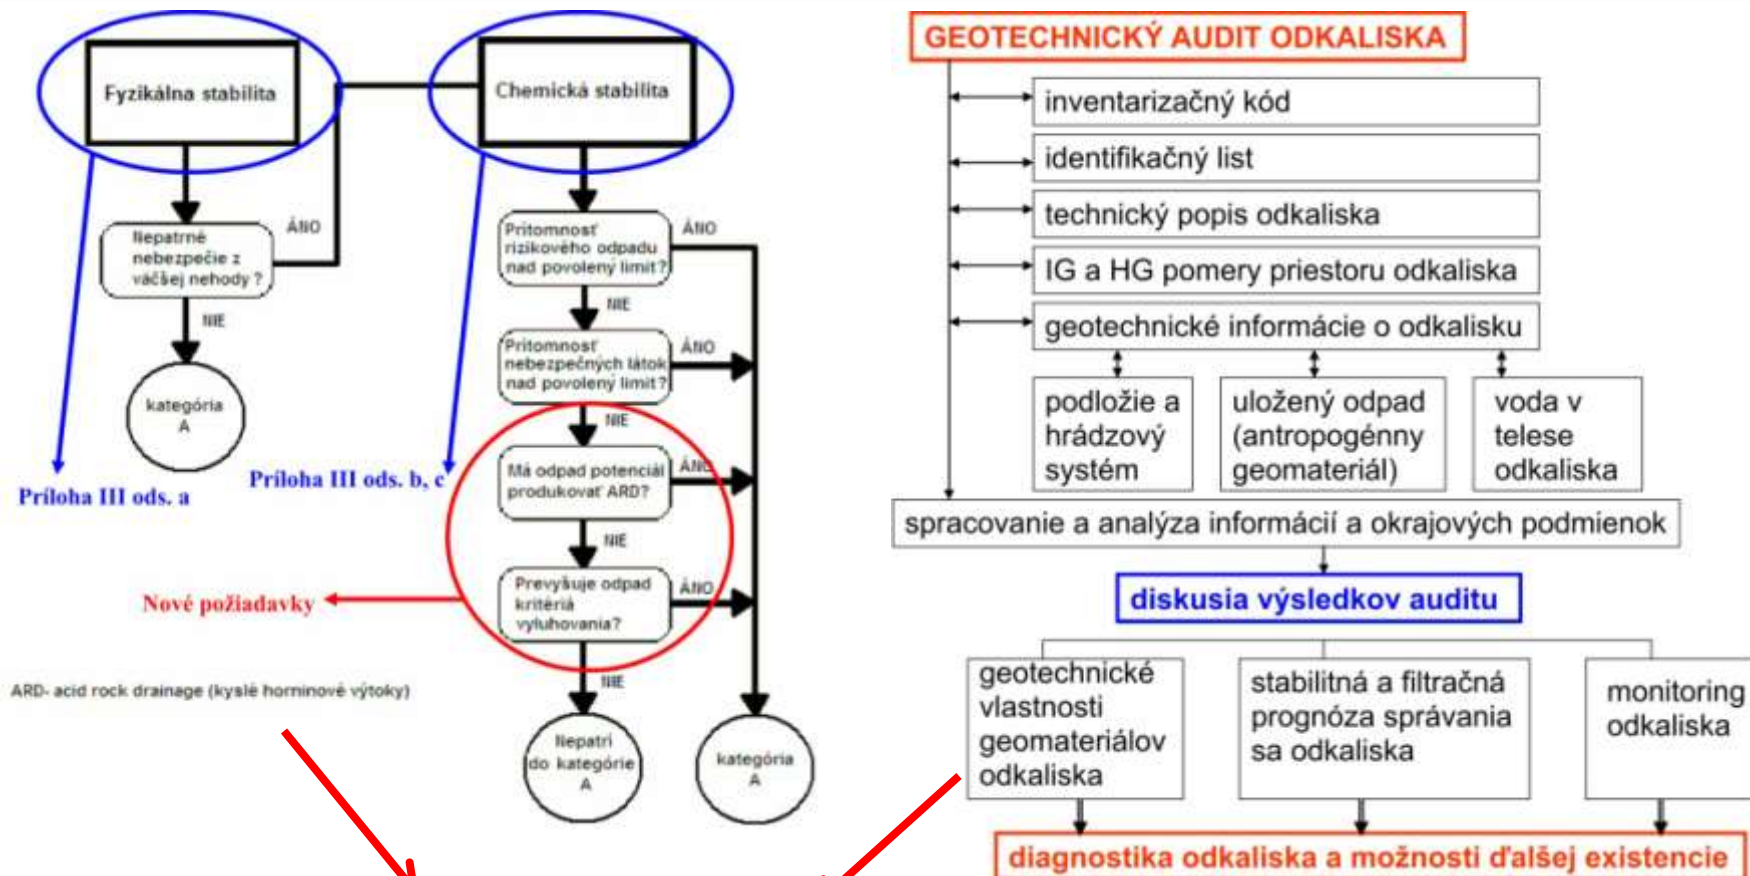 Fyzikálna stabilita
Chemická stabilita
Nepatrné
nebezpečie z
väčšej nehody ?
ÁNO
NIE
kategória
A
Príloha III ods. a
Príloha III ods. b, c
Prítomnosť
rizikového odpadu
nad povolený limit?
ÁNO
NIE
Prítomnosť
nebezpečných látok
nad povolený limit?
ÁNO
NIE
Má odpad potenciál
produkovať ARD?
ÁNO
NIE
Prevyšuje odpad
kritériá
vyluhovania?
ÁNO
NIE
Nové požiadavky
ARD- acid rock drainage (kyslé horninové výtoky)
Nepatrí
do kategórie
A
kategória
A
GEOTECHNICKÝ AUDIT ODKALISKA
inventarizačný kód
identifikačný list
technický popis odkaliska
IG a HG pomery priestoru odkaliska
geotechnické informácie o odkalisku
podložie a
hrádzový
systém
uložený odpad
(antropogénny
geomateriál)
voda v
telese
odkaliska
spracovanie a analýza informácií a okrajových podmienok
diskusia výsledkov auditu
geotechnické
vlastnosti
geomateriálov
odkaliska
stabilitná a filtračná
prognóza správania
sa odkaliska
monitoring
odkaliska
diagnostika odkaliska a možnosti ďalšej existencie